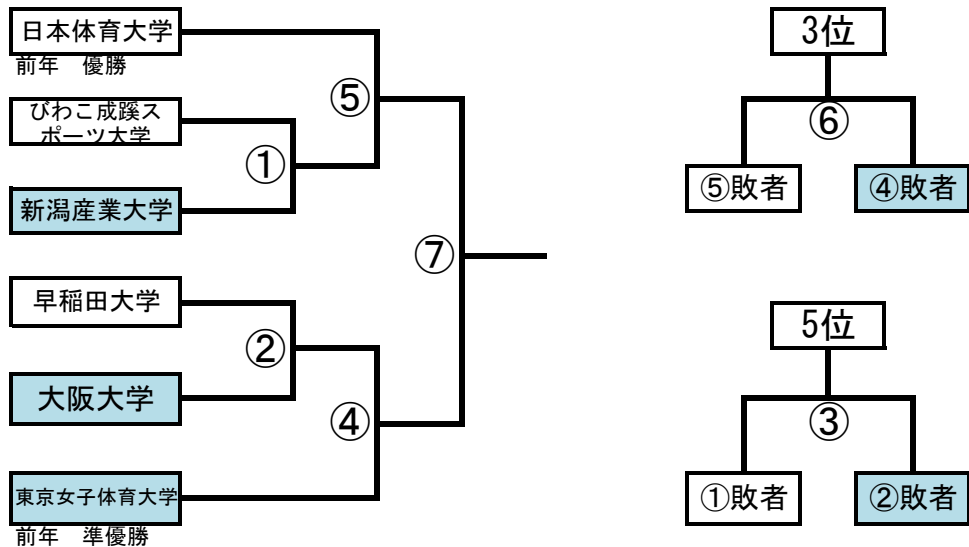 日本体育大学
前年　優勝
びわこ成蹊ス
ポーツ大学
新潟産業大学
早稲田大学
大阪大学
東京女子体育大学
前年　準優勝
①
②
⑤
④
⑦
3位
⑥
⑤敗者
④敗者
5位
③
①敗者
②敗者